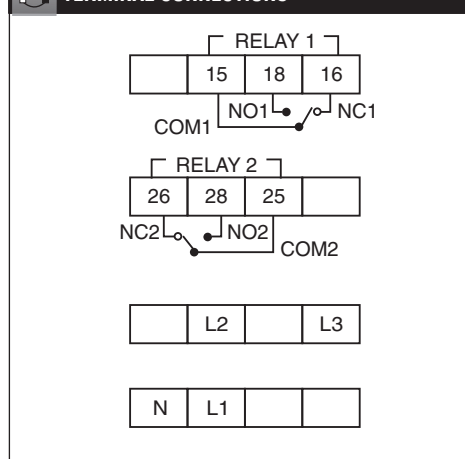 TERMINAL CONNECTIONS
RELAY 1
15 18 16
NO1 NC1
COM1
RELAY 2
26 28 25
NC2 NO2
COM2
L2 L3
N L1